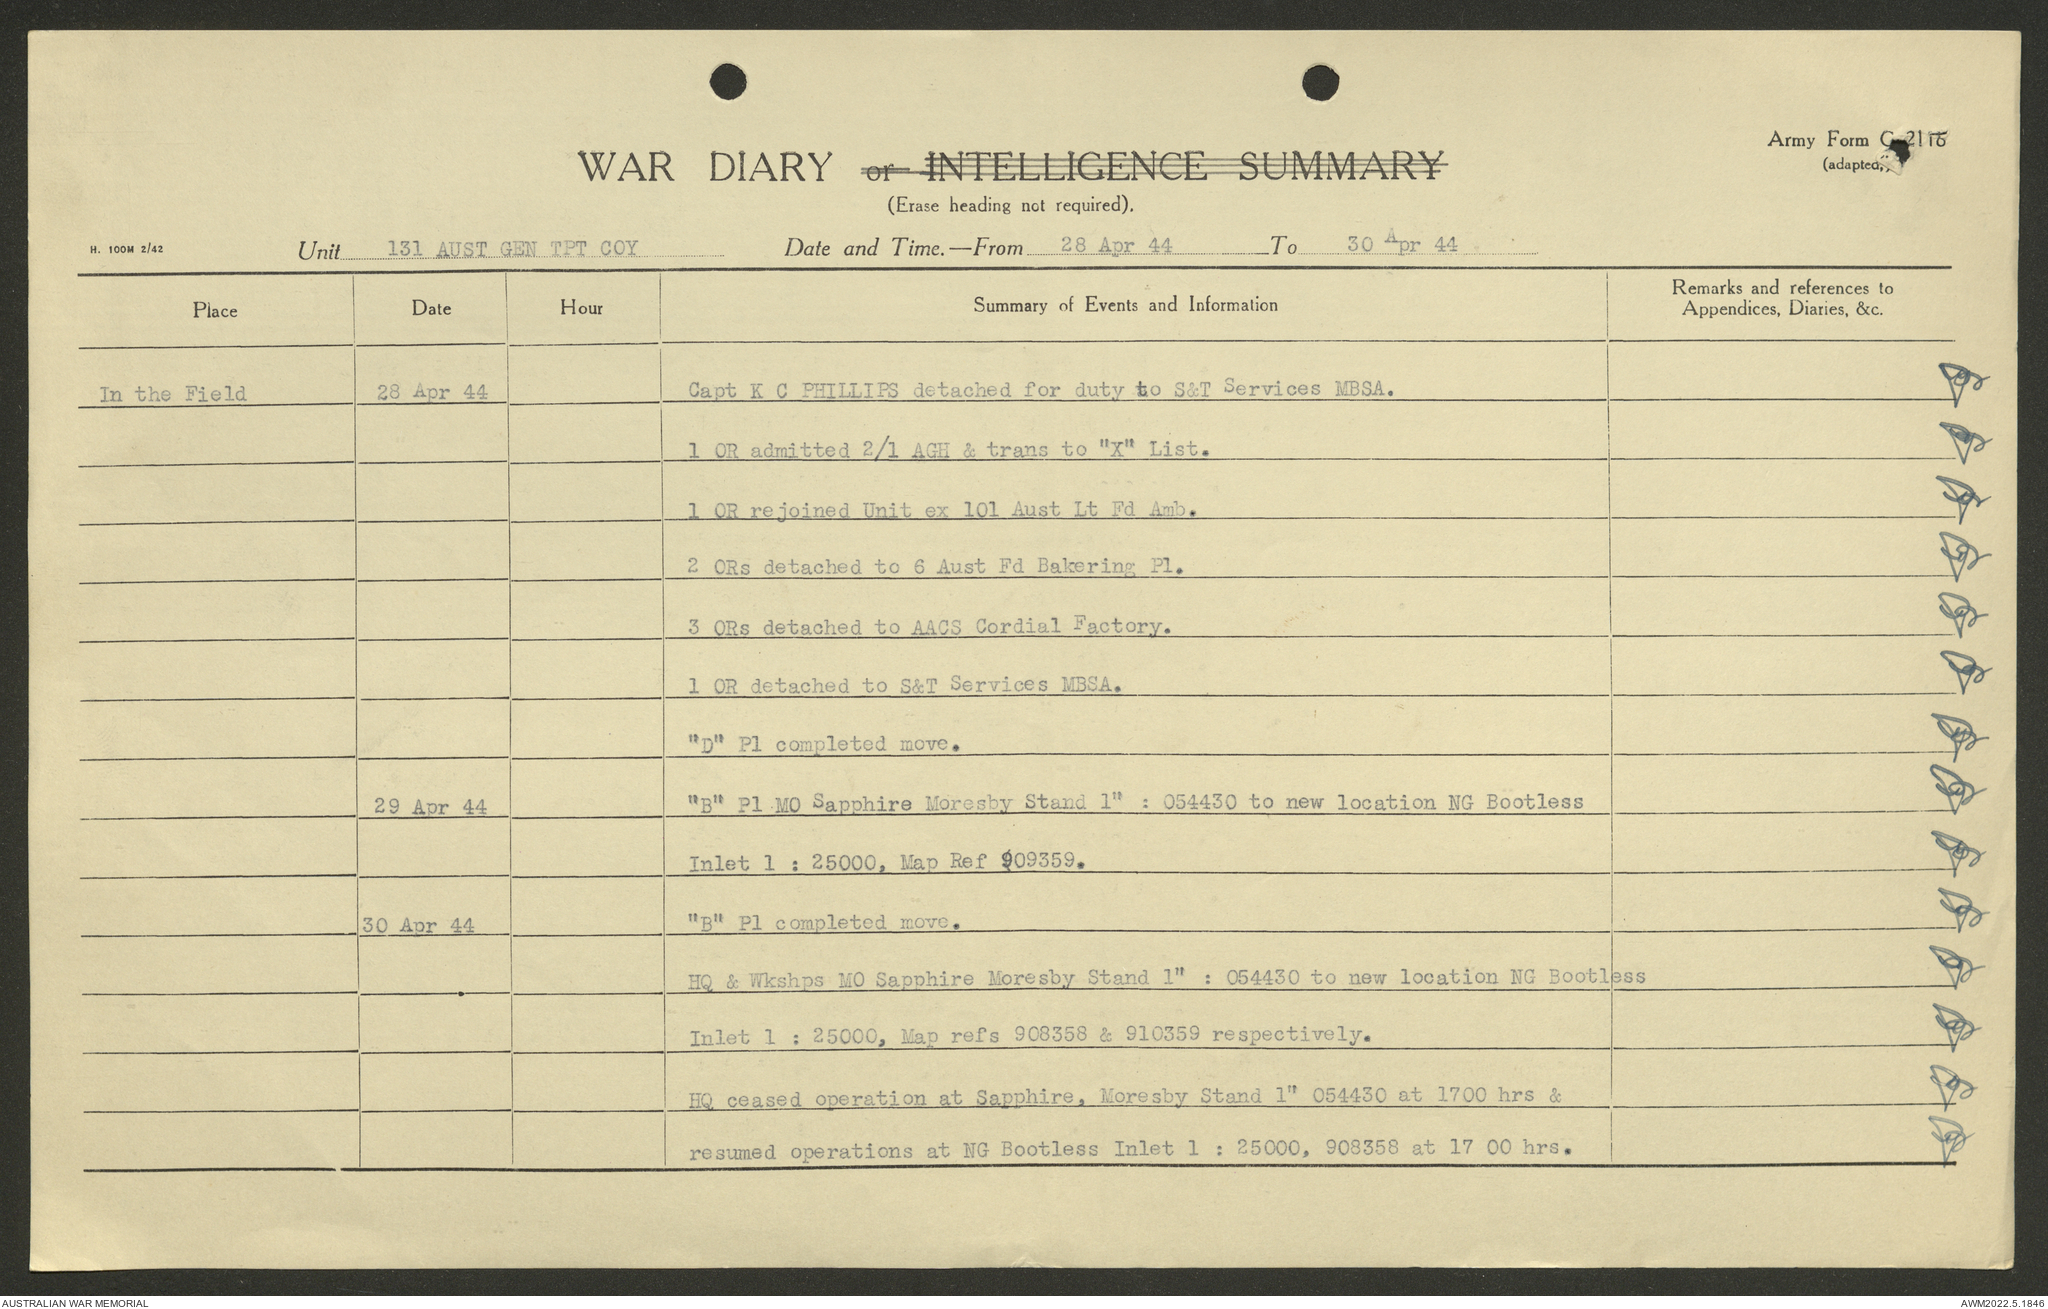 Army Form C 2118
(adapted)
WAR DIARY or INTELLIGENCE SUMMARY
(Erase heading not required).
H. 100M 2/42
Unit 131 AUST GEN TPT COY Date and Time.—From 28 Apr 44 To 30 Apr 44
Place Date Hour Summary of Events and Information Remarks and references to
Appendices, Diaries, &c.
In the Field 28 Apr 44 Capt K C PHILLIPS detached for duty to S&T Services MBSA.
1 OR admitted 2/1 AGH & trans to "X" List.
1 OR rejoined Unit ex 101 Aust Lt Fd Amb.
2 ORs detached to 6 Aust Fd Bakering Pl.
3 ORs detached to AACS Cordial Factory.
1 OR detached to S&T Services MBSA.
"D" Pl completed move.
29 Apr 44 "B" Pl MO Sapphire Moresby Stand 1" : 054430 to new location NG Bootless
Inlet 1 : 25000, Map Ref 909359.
30 Apr 44 "B" Pl completed move.
HQ & Wkshps MO Sapphire Moresby Stand 1" : 054430 to new location NG Bootless
Inlet 1 : 25000, Map refs 908358 & 910359 respectively.
HQ ceased operation at Sapphire, Moresby Stand 1" 054430 at 1700 hrs &
resumed operations at NG Bootless Inlet 1 : 25000, 908358 at 17 00 hrs.
AUSTRALIAN WAR MEMORIAL
AWM2022.5.1846